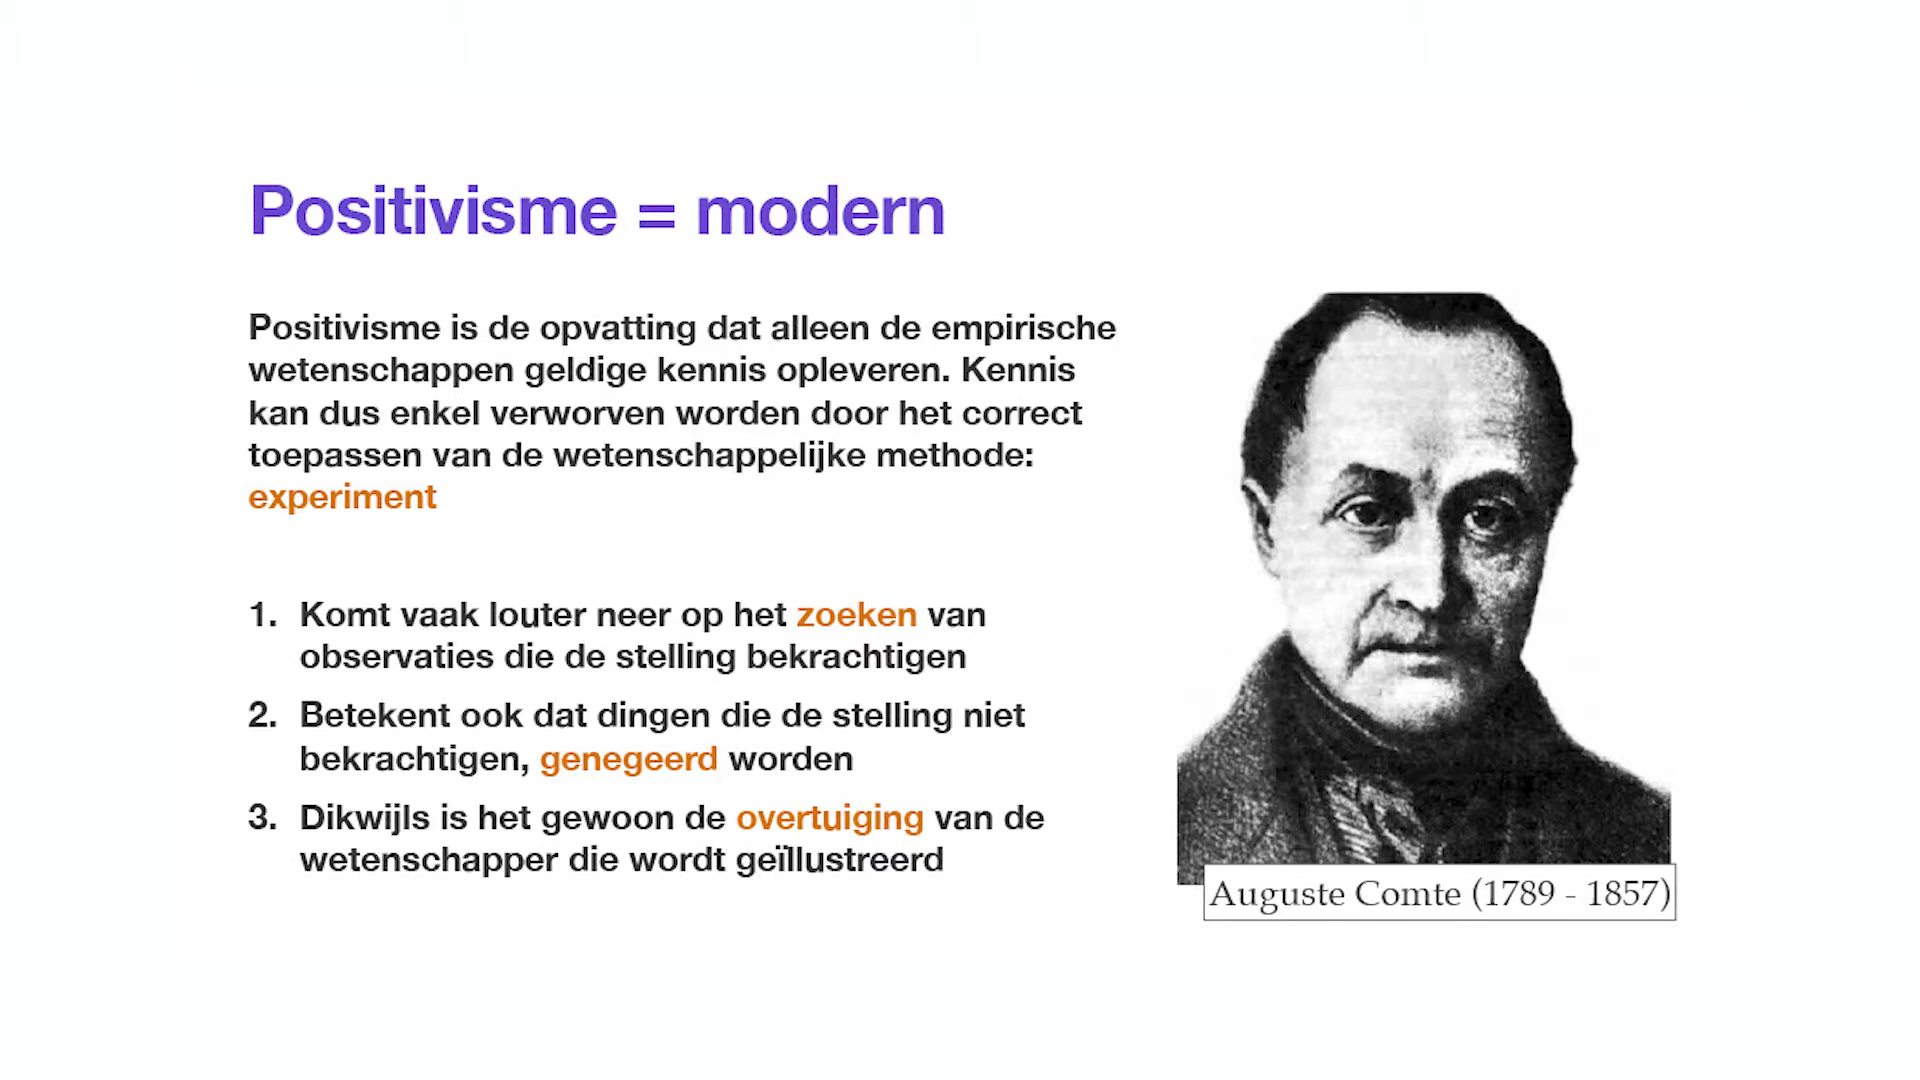 Positivisme = modern
Positivisme is de opvatting dat alleen de empirische
wetenschappen geldige kennis opleveren. Kennis
kan dus enkel verworven worden door het correct
toepassen van de wetenschappelijke methode:
experiment
1. Komt vaak louter neer op het zoeken van
observaties die de stelling bekrachtigen
2. Betekent ook dat dingen die de stelling niet
bekrachtigen, genegeerd worden
3. Dikwijls is het gewoon de overtuiging van de
wetenschapper die wordt geïllustreerd
Auguste Comte (1789 - 1857)